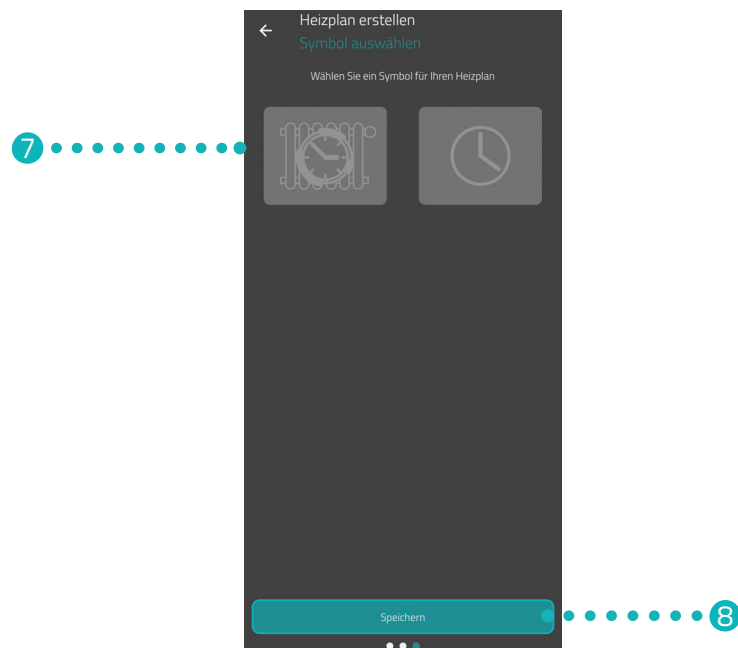 Heizplan erstellen
Symbol auswählen
Wählen Sie ein Symbol für Ihren Heizplan
7
Speichern
8